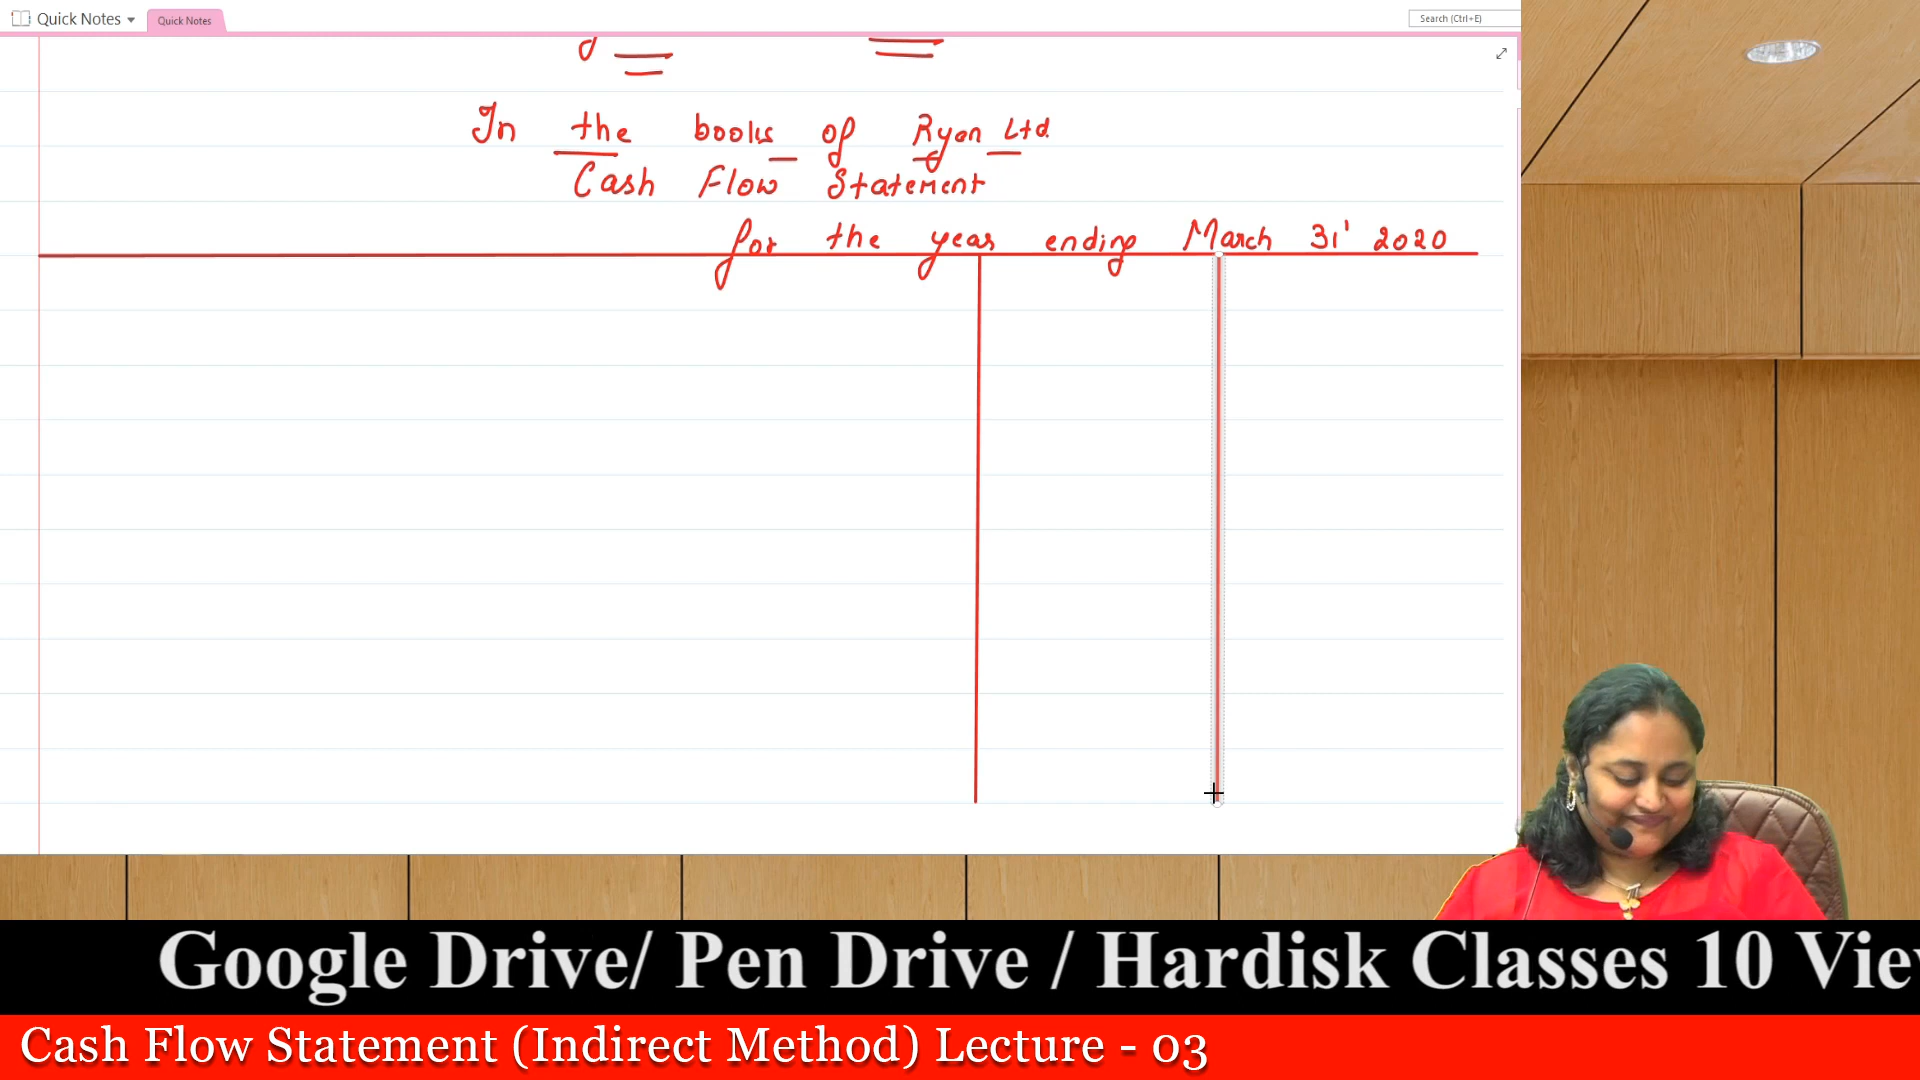 Quick Notes
Quick Notes
Search (Ctrl+E)
In the books of Ryan Ltd.
Cash Flow Statement
for the year ending March 31' 2020
Google Drive/ Pen Drive / Hardisk Classes 10
Cash Flow Statement (Indirect Method) Lecture - 03